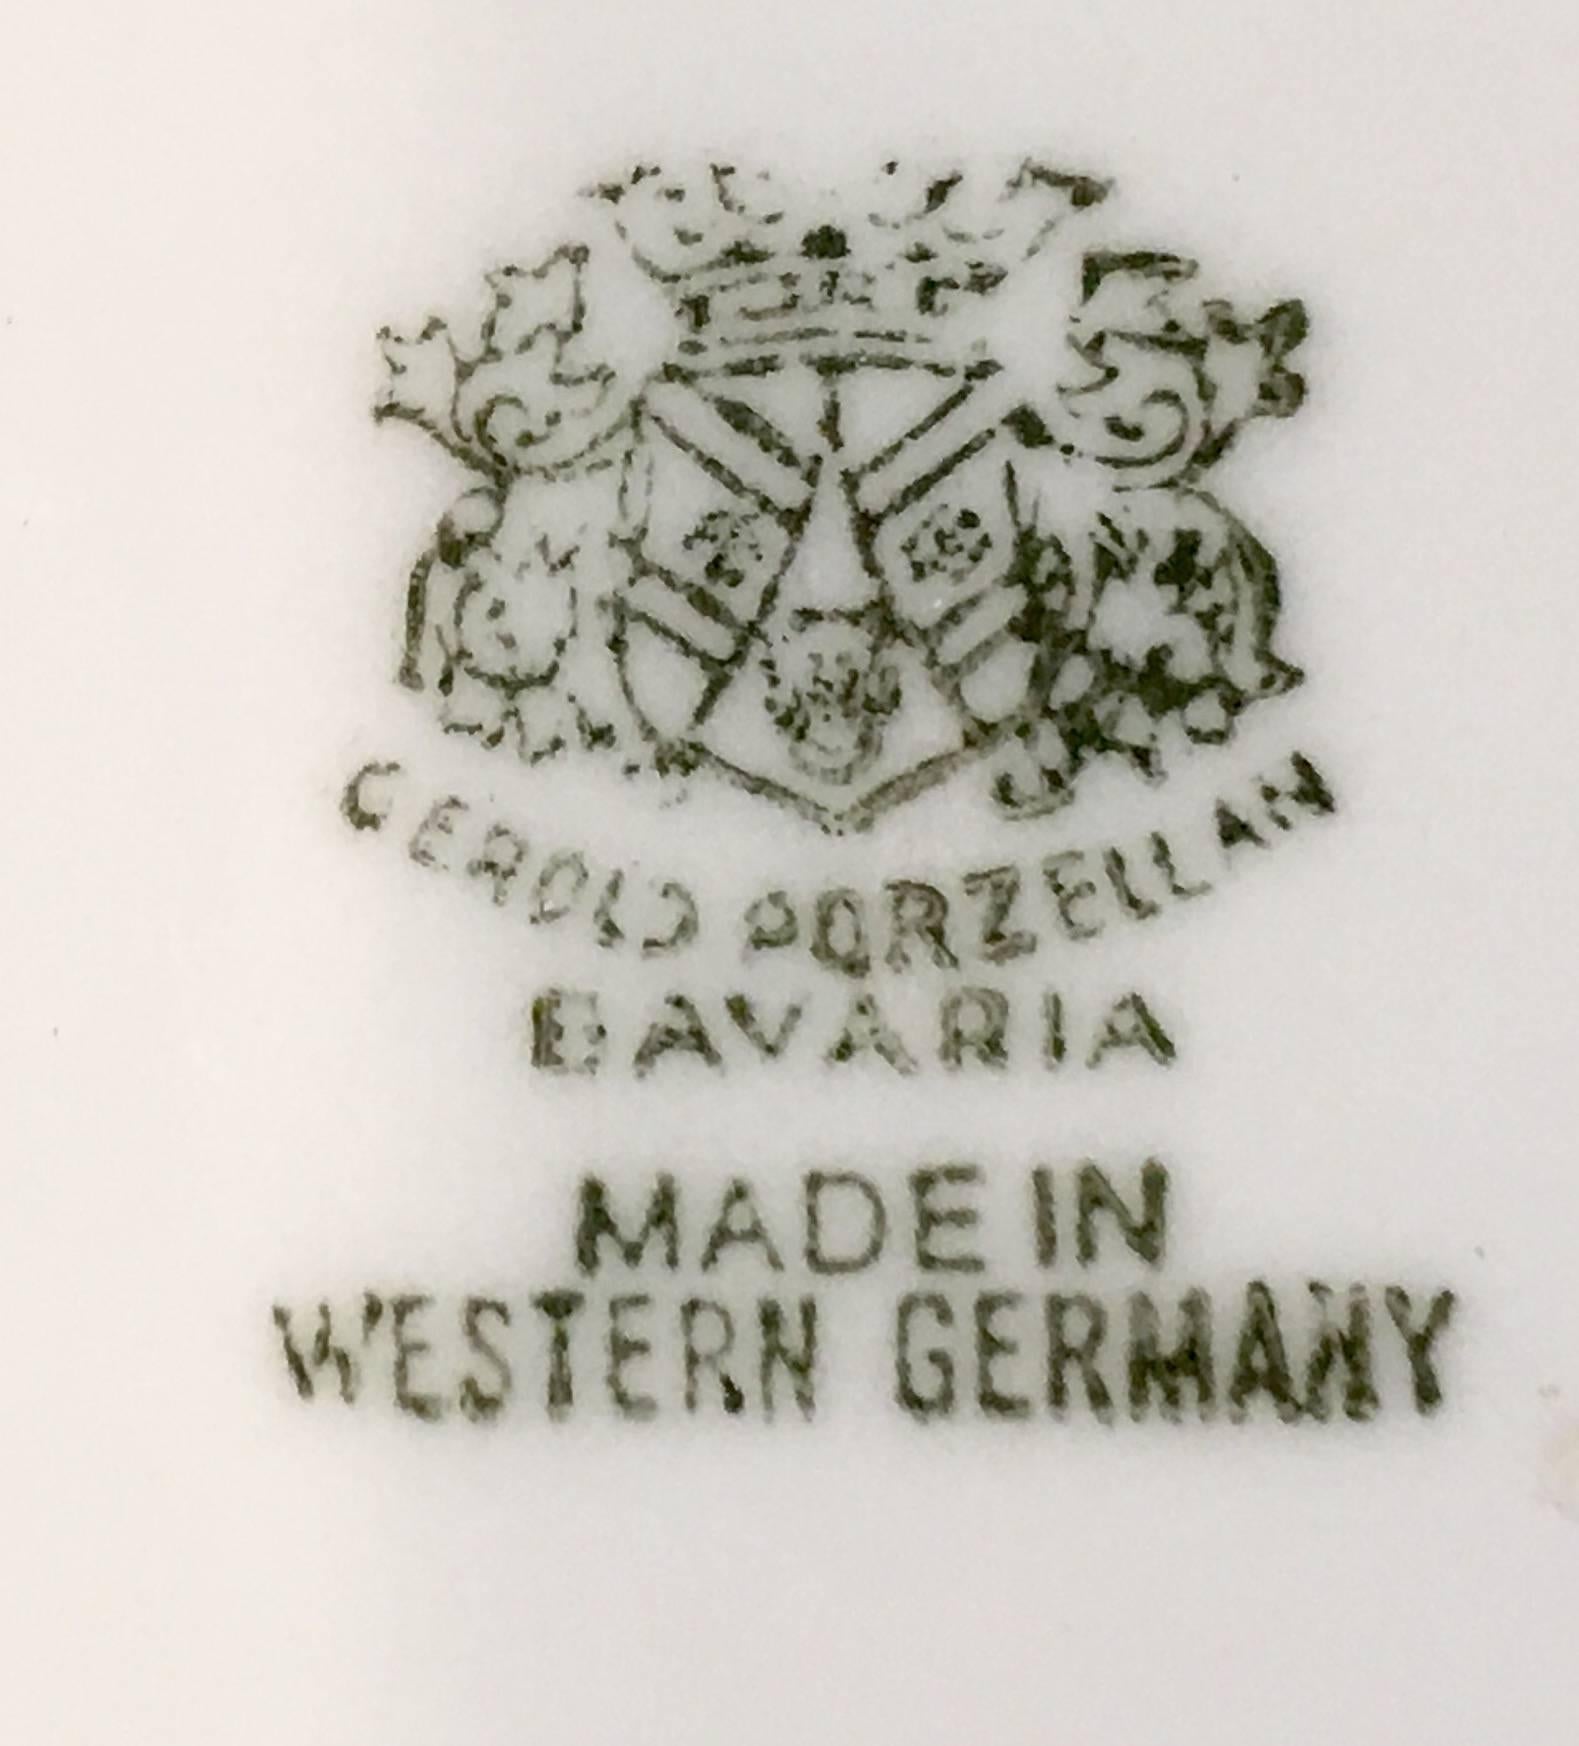 GEROLD PORZELLAN
BAVARIA
MADE IN
WESTERN GERMANY